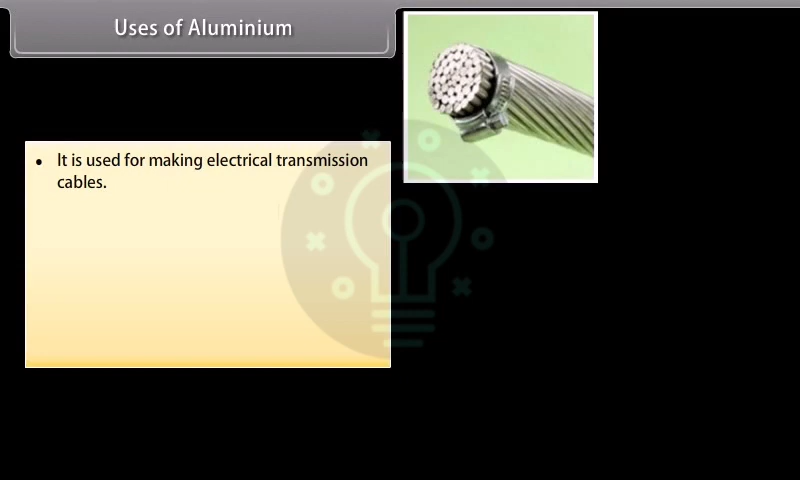 Uses of Aluminium
• It is used for making electrical transmission
cables.